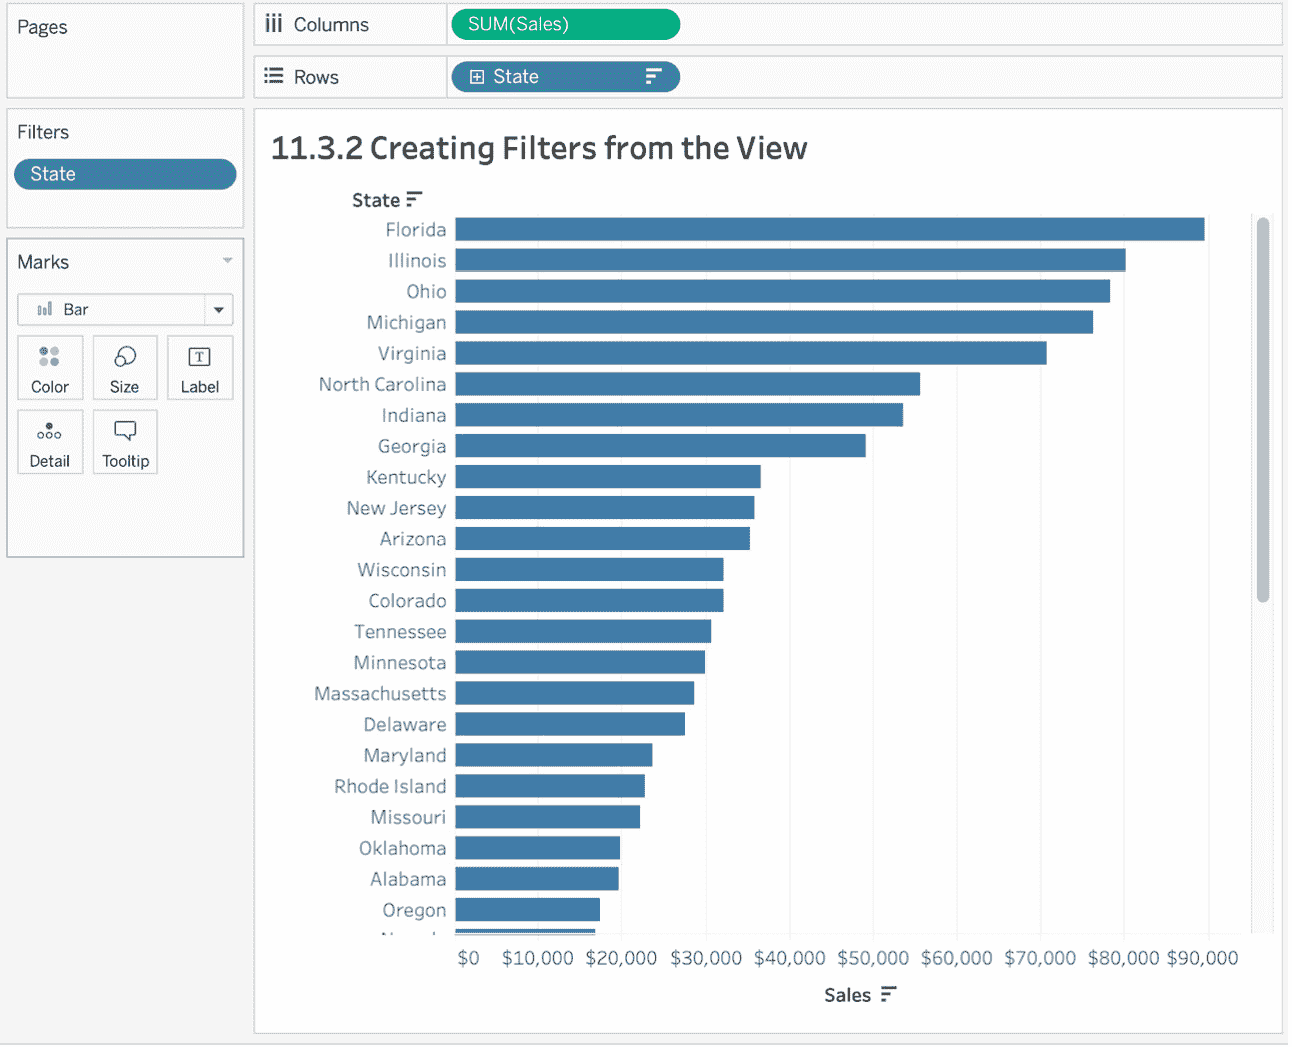 Pages
Columns
SUM(Sales)
Rows
State
Filters
State
Marks
Bar
Color
Size
Label
Detail
Tooltip
11.3.2 Creating Filters from the View
State
Florida
Illinois
Ohio
Michigan
Virginia
North Carolina
Indiana
Georgia
Kentucky
New Jersey
Arizona
Wisconsin
Colorado
Tennessee
Minnesota
Massachusetts
Delaware
Maryland
Rhode Island
Missouri
Oklahoma
Alabama
Oregon
$0 $10,000 $20,000 $30,000 $40,000 $50,000 $60,000 $70,000 $80,000 $90,000
Sales